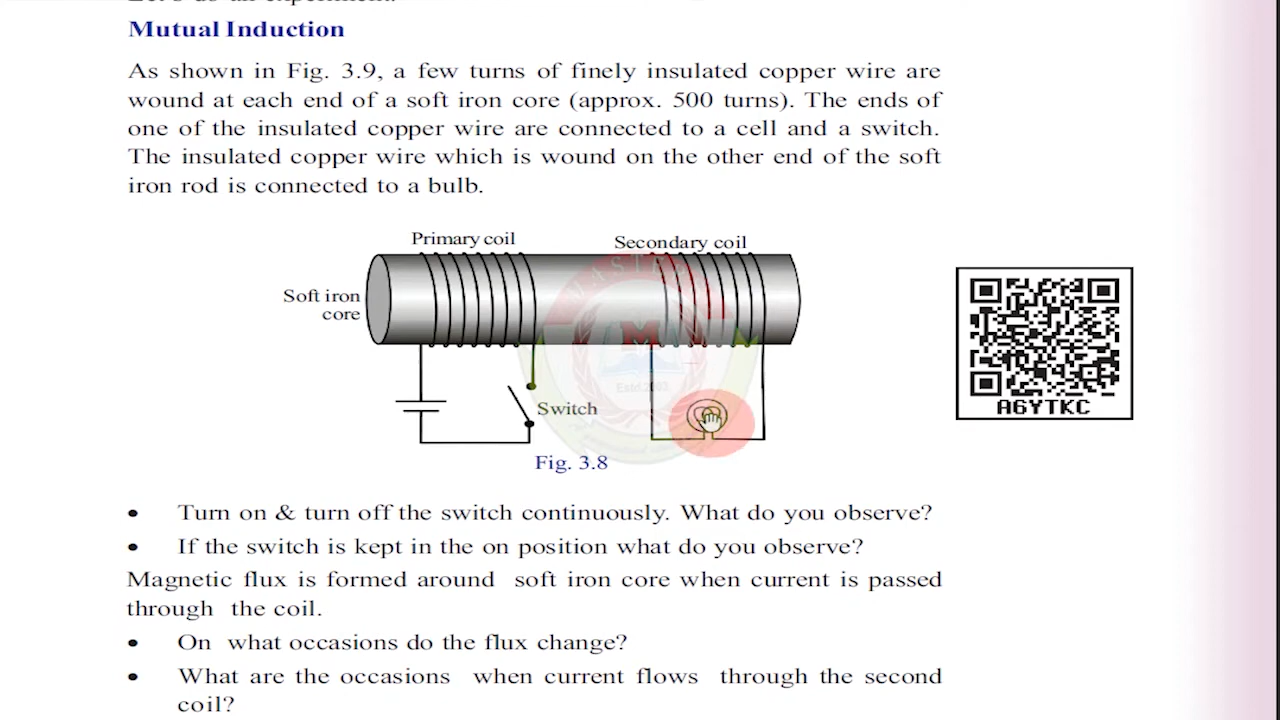 Let's do an experiment.
Mutual Induction
As shown in Fig. 3.9, a few turns of finely insulated copper wire are
wound at each end of a soft iron core (approx. 500 turns). The ends of
one of the insulated copper wire are connected to a cell and a switch.
The insulated copper wire which is wound on the other end of the soft
iron rod is connected to a bulb.
Primary coil
Secondary coil
Soft iron
core
M
Estd.2003
Switch
A6YTKC
Fig. 3.8
• Turn on & turn off the switch continuously. What do you observe?
• If the switch is kept in the on position what do you observe?
Magnetic flux is formed around soft iron core when current is passed
through the coil.
• On what occasions do the flux change?
• What are the occasions when current flows through the second
coil?